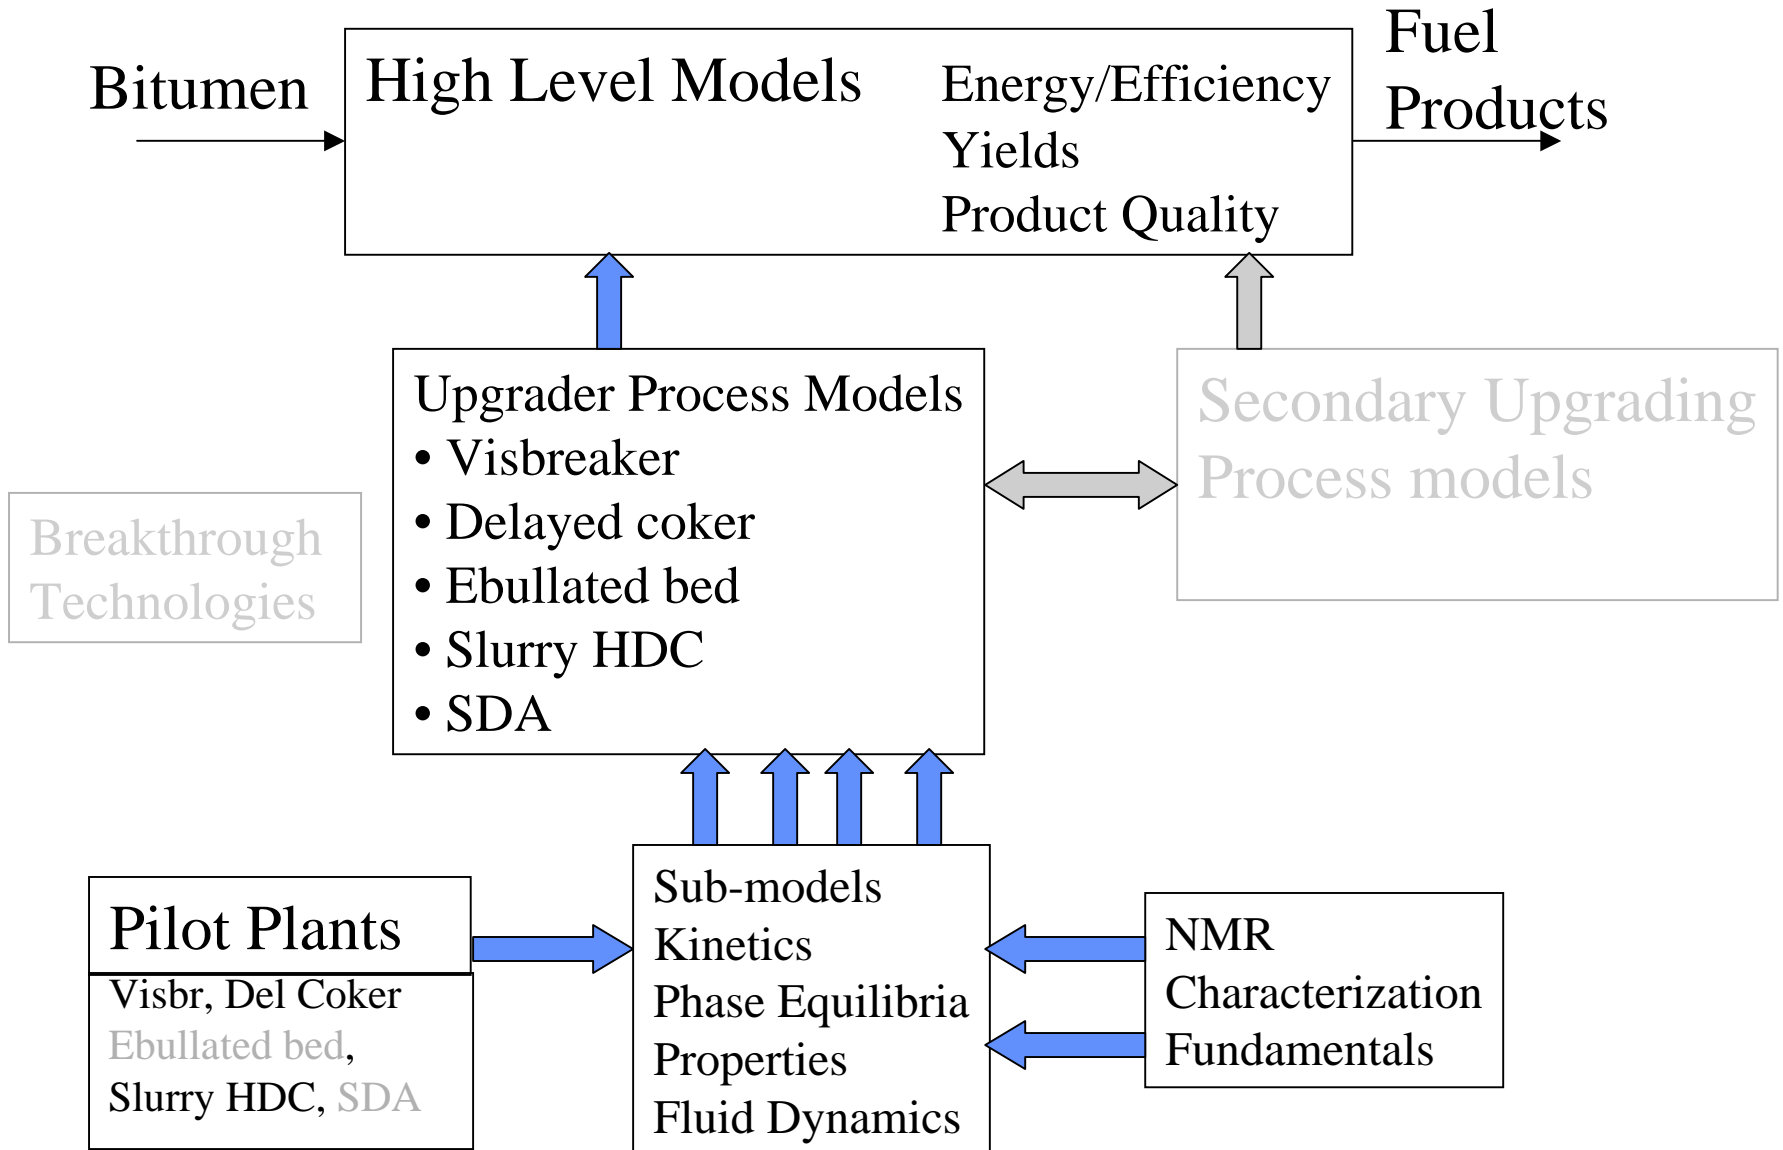 Bitumen
High Level Models
Energy/Efficiency
Yields
Product Quality
Fuel
Products
Upgrader Process Models
• Visbreaker
• Delayed coker
• Ebullated bed
• Slurry HDC
• SDA
Secondary Upgrading
Process models
Breakthrough
Technologies
Pilot Plants
Visbr, Del Coker
Ebullated bed,
Slurry HDC, SDA
Sub-models
Kinetics
Phase Equilibria
Properties
Fluid Dynamics
NMR
Characterization
Fundamentals